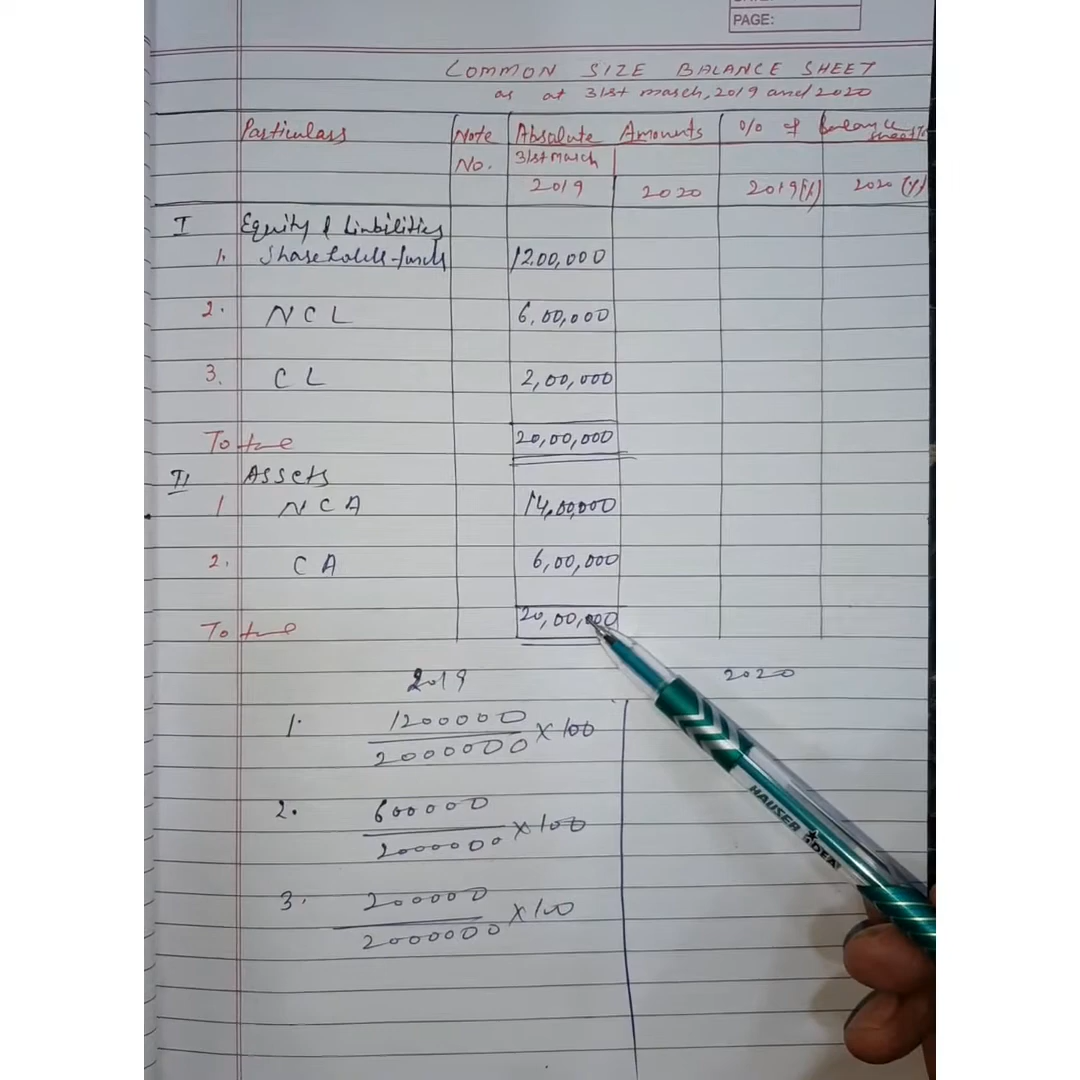 PAGE:
COMMON SIZE BALANCE SHEET
as at 31st march, 2019 and 2020
Particulars Note No. Absolute Amounts % of Balance sheet
31st march
2019 2020 2019(%) 2020 (%)
I Equity & Liabilities
1. Shareholders funds 1200,000
2. NCL 6,00,000
3. CL 2,00,000
Total 20,00,000
II Assets
1 NCA 14,00,000
2. CA 6,00,000
Total 20,00,000
2019 2020
1. 1200000
2000000 × 100
2. 600000
2000000 × 100
3. 200000
2000000 × 100
HAUSER IDEA